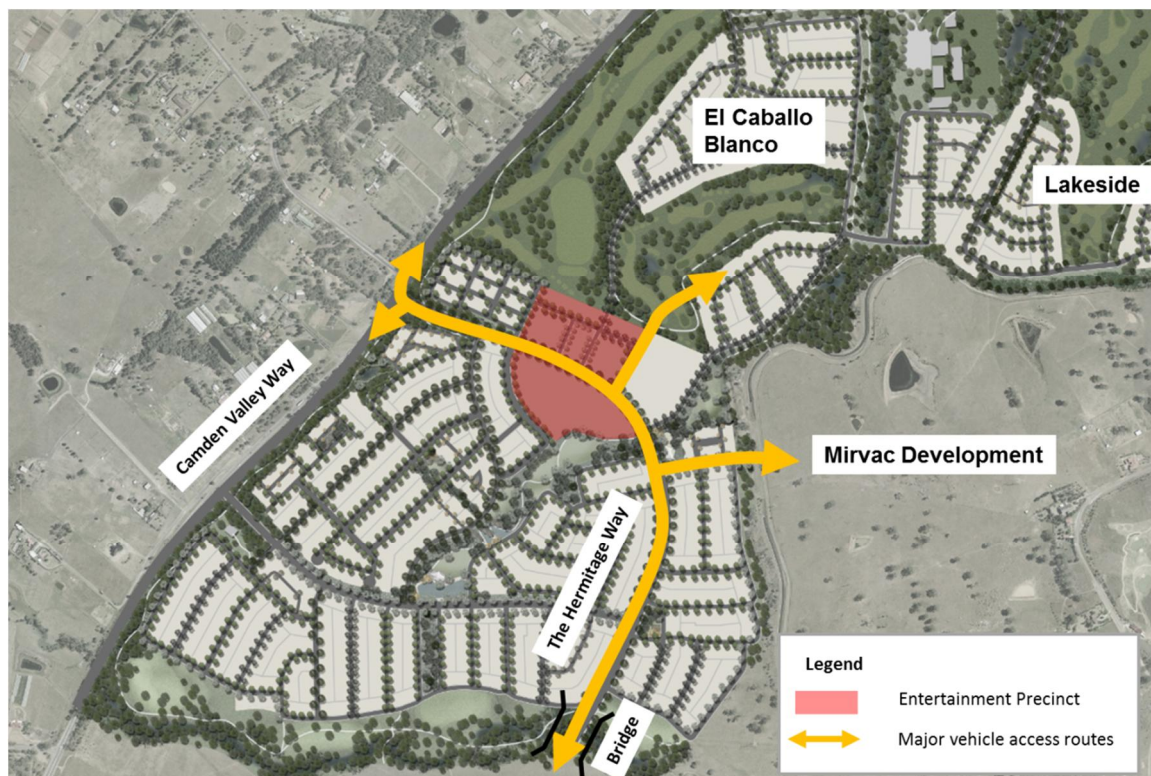 El Caballo
Blanco
Lakeside
Camden Valley Way
Mirvac Development
The Hermitage Way
Bridge
Legend
Entertainment Precinct
Major vehicle access routes